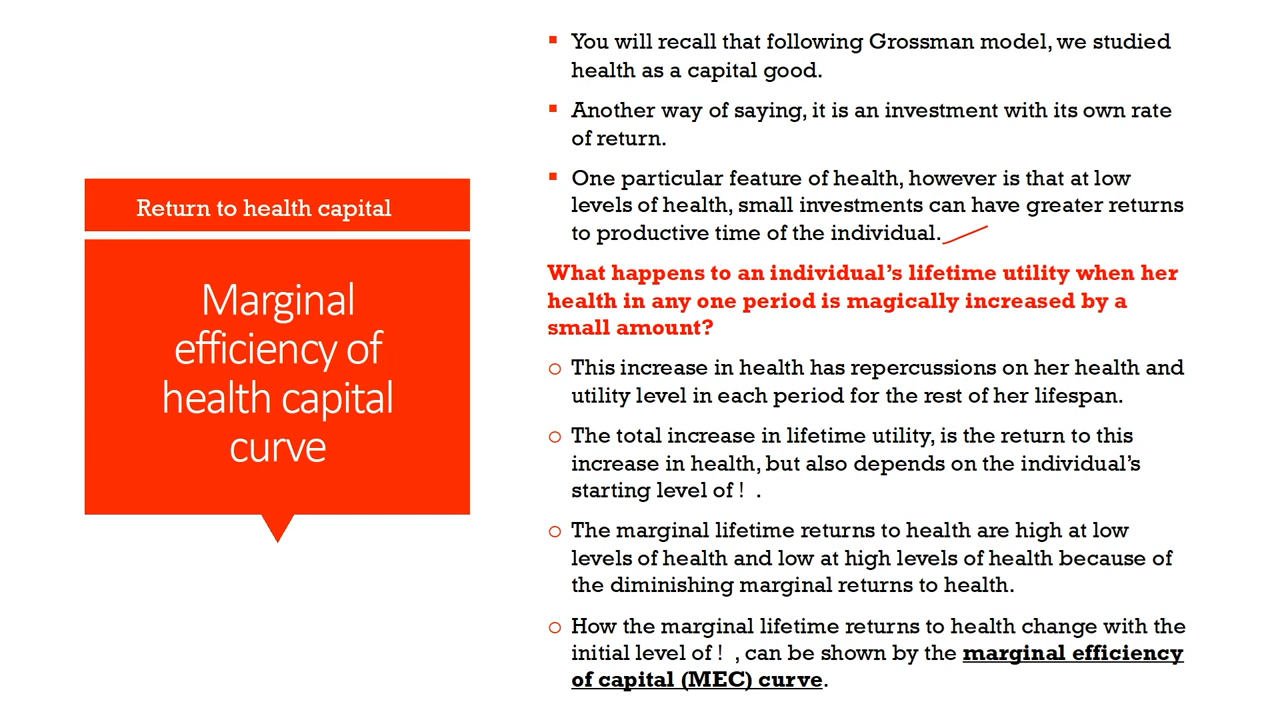 Return to health capital
Marginal
efficiency of
health capital
curve
▪ You will recall that following Grossman model, we studied
health as a capital good.
▪ Another way of saying, it is an investment with its own rate
of return.
▪ One particular feature of health, however is that at low
levels of health, small investments can have greater returns
to productive time of the individual.
What happens to an individual's lifetime utility when her
health in any one period is magically increased by a
small amount?
o This increase in health has repercussions on her health and
utility level in each period for the rest of her lifespan.
o The total increase in lifetime utility, is the return to this
increase in health, but also depends on the individual's
starting level of ! .
o The marginal lifetime returns to health are high at low
levels of health and low at high levels of health because of
the diminishing marginal returns to health.
o How the marginal lifetime returns to health change with the
initial level of ! , can be shown by the marginal efficiency
of capital (MEC) curve.